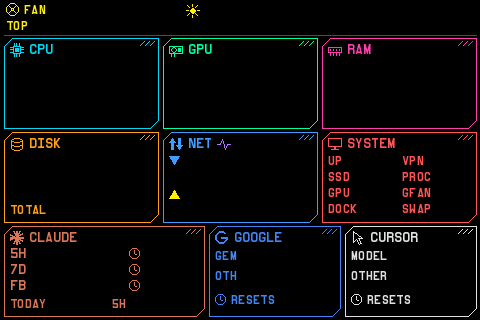 FAN
TOP
CPU
GPU
RAM
DISK
TOTAL
NET
SYSTEM
UP VPN
SSD PROC
GPU GFAN
DOCK SWAP
CLAUDE
5H
7D
FB
TODAY 5H
GOOGLE
GEM
OTH
RESETS
CURSOR
MODEL
OTHER
RESETS